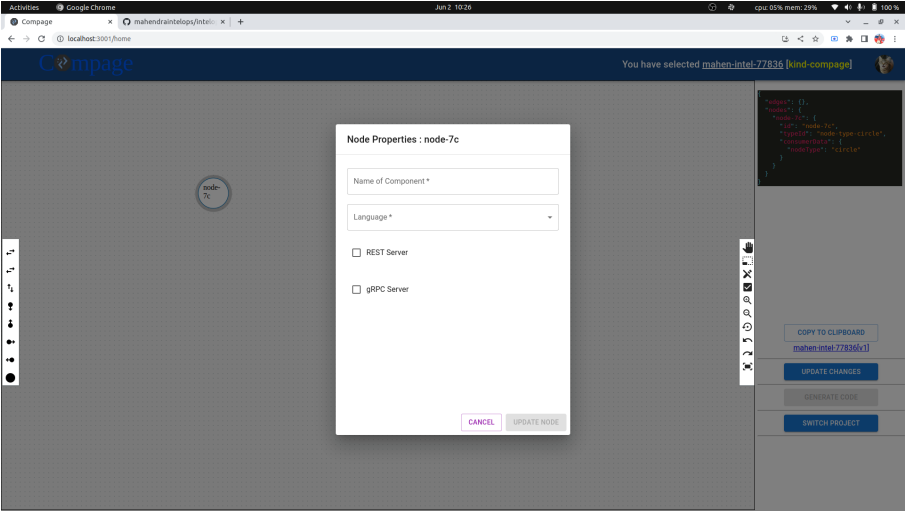 Activities
Google Chrome
Jun 2 10:26
cpu: 05% mem: 29%
100 %
Compage
mahendraintelops/intelo
localhost:3001/home
Compage
You have selected mahen-intel-77836 [kind-compage]
{
"edges": {},
"nodes": {
"node-7c": {
"id": "node-7c",
"typeId": "node-type-circle",
"consumerData": {
"nodeType": "circle"
}
}
}
}
node-
7c
Node Properties : node-7c
Name of Component *
Language *
REST Server
gRPC Server
CANCEL
UPDATE NODE
COPY TO CLIPBOARD
mahen-intel-77836[v1]
UPDATE CHANGES
GENERATE CODE
SWITCH PROJECT